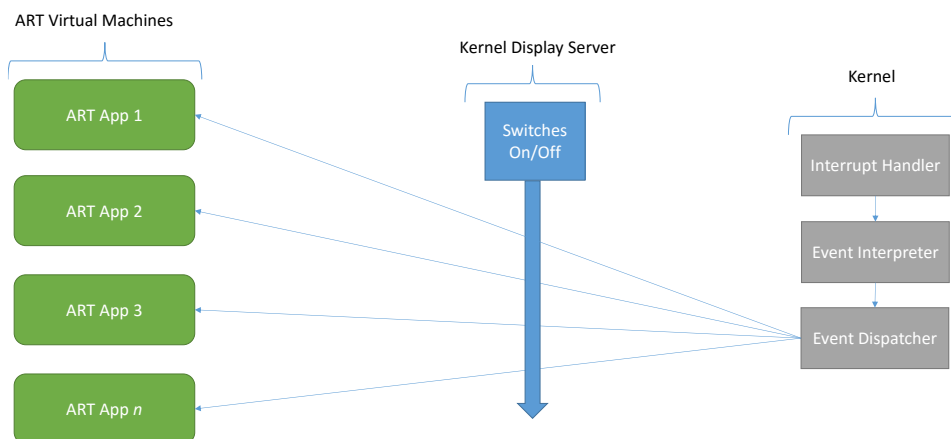 ART Virtual Machines
ART App 1
ART App 2
ART App 3
ART App n
Kernel Display Server
Switches
On/Off
Kernel
Interrupt Handler
Event Interpreter
Event Dispatcher